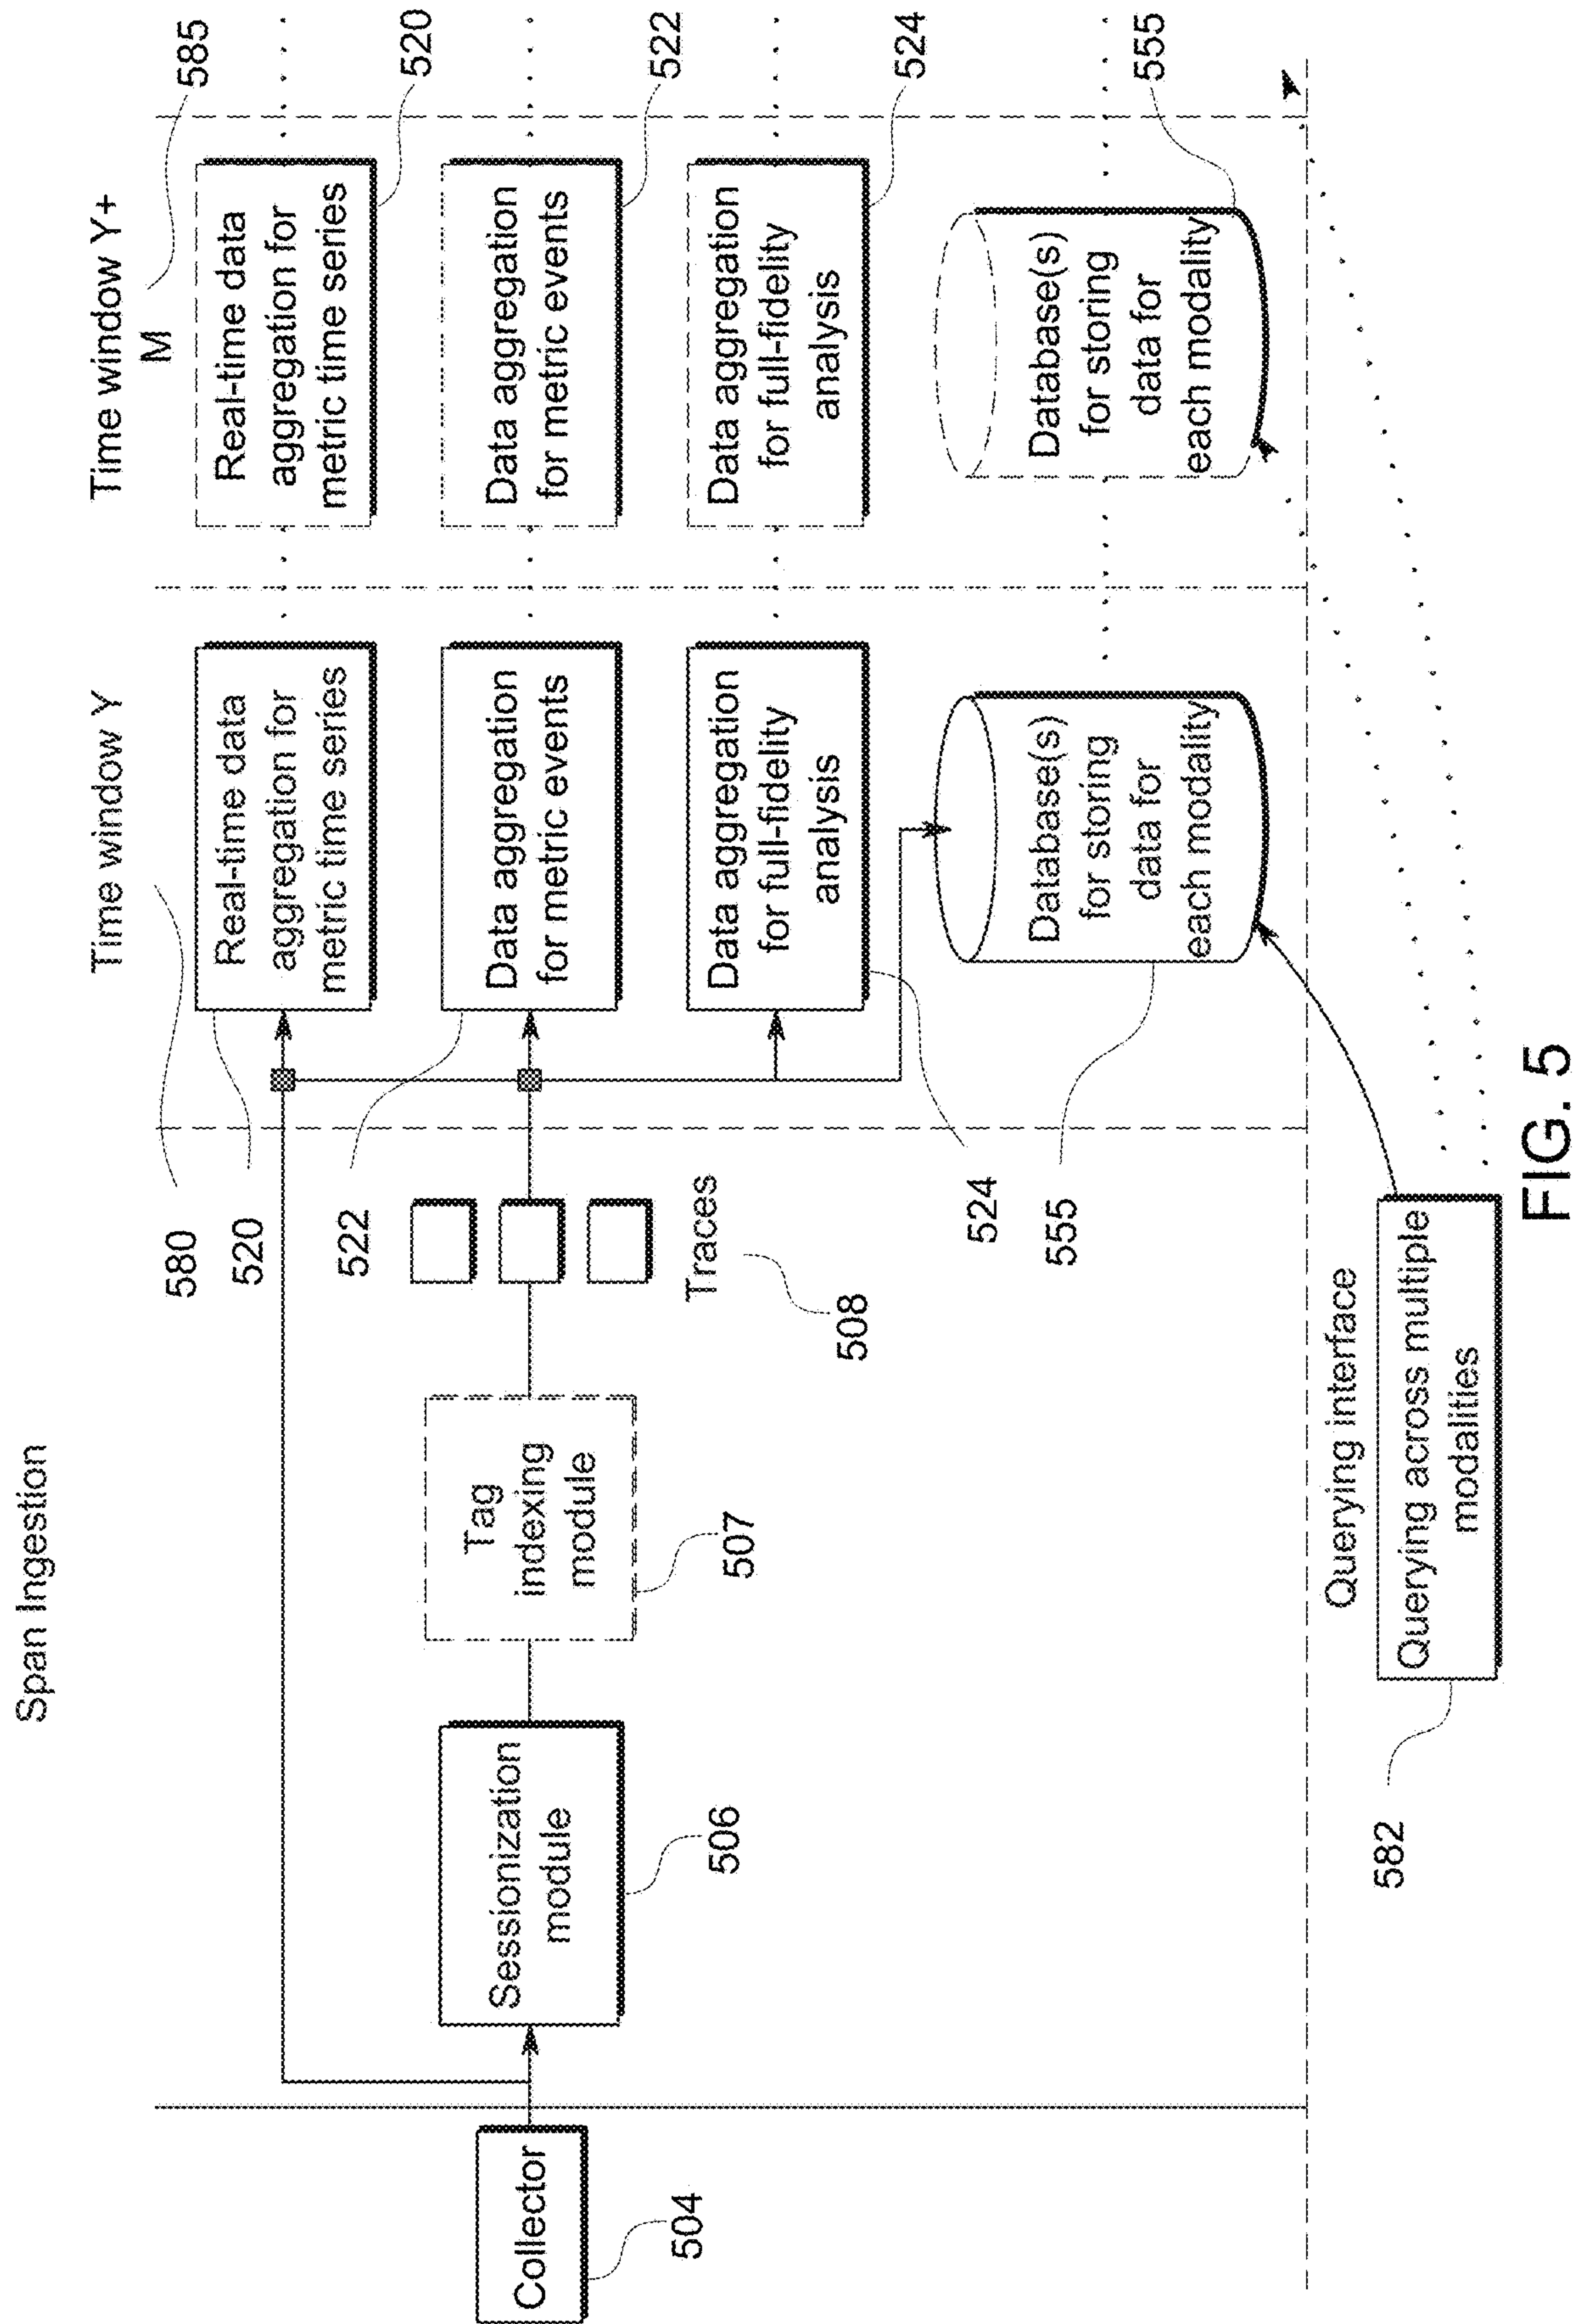 Span Ingestion
Time window Y
Time window Y+
M
585
580
520
522
Real-time data
aggregation for
metric time series
Real-time data
aggregation for
metric time series
520
Collector
504
Sessionization
module
506
Tag
indexing
module
507
Traces
508
Data aggregation
for metric events
Data aggregation
for metric events
522
Data aggregation
for full-fidelity
analysis
524
Data aggregation
for full-fidelity
analysis
524
Database(s)
for storing
data for
each modality
555
Database(s)
for storing
data for
each modality
555
Querying interface
Querying across multiple
modalities
582
FIG. 5